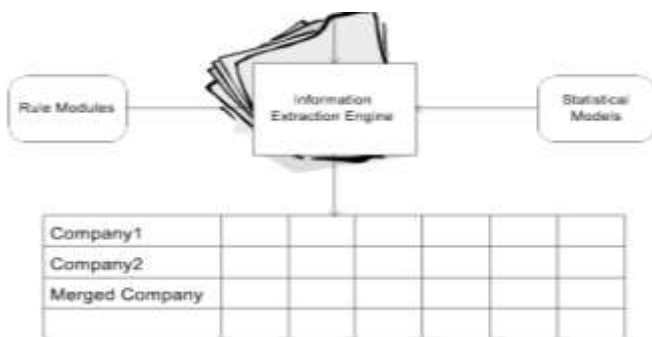 Rule Modules
Information
Extraction Engine
Statistical
Models
Company1
Company2
Merged Company